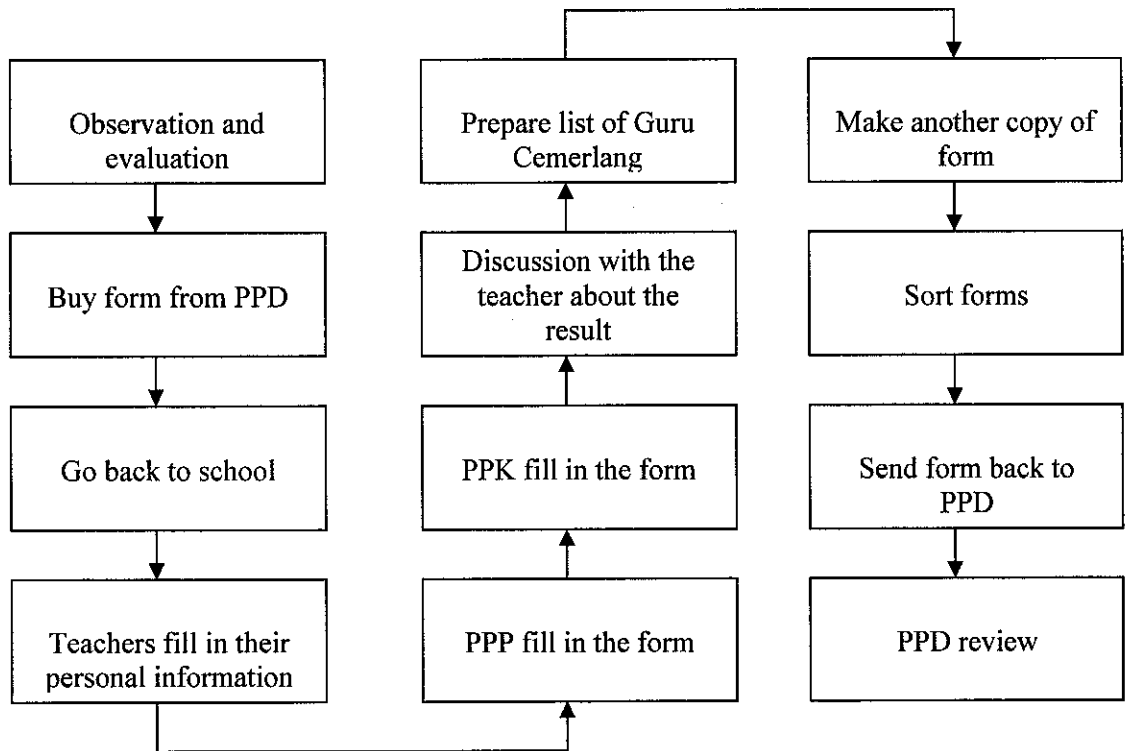 Observation and
evaluation
Buy form from PPD
Go back to school
Teachers fill in their
personal information
PPP fill in the form
PPK fill in the form
Discussion with the
teacher about the
result
Prepare list of Guru
Cemerlang
Make another copy of
form
Sort forms
Send form back to
PPD
PPD review